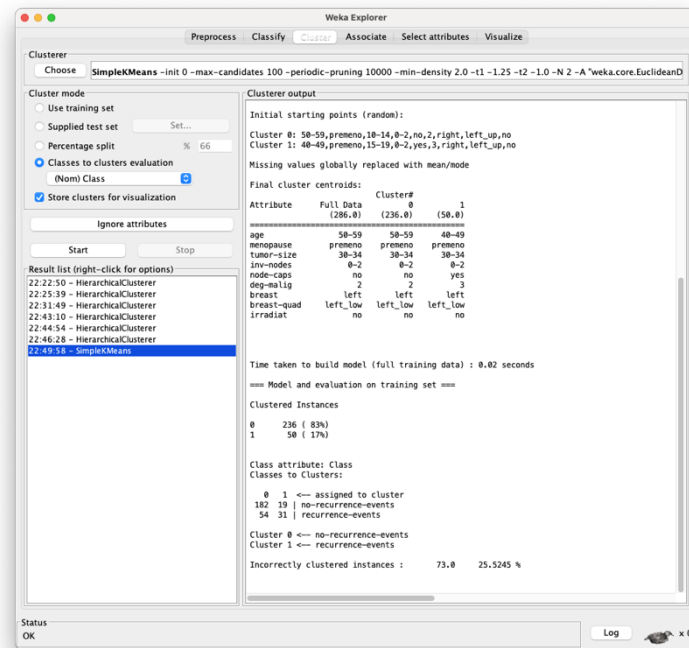 Weka Explorer
Preprocess Classify Cluster Associate Select attributes Visualize
Clusterer
Choose SimpleKMeans -init 0 -max-candidates 100 -periodic-pruning 10000 -min-density 2.0 -t1 -1.25 -t2 -1.0 -N 2 -A "weka.core.EuclideanD
Cluster mode
Use training set
Supplied test set Set...
Percentage split % 66
Classes to clusters evaluation
(Nom) Class
Store clusters for visualization
Ignore attributes
Start Stop
Result list (right-click for options)
22:22:50 - HierarchicalClusterer
22:25:39 - HierarchicalClusterer
22:31:49 - HierarchicalClusterer
22:43:10 - HierarchicalClusterer
22:44:54 - HierarchicalClusterer
22:46:28 - HierarchicalClusterer
22:49:58 - SimpleKMeans
Clusterer output
Initial starting points (random):
Cluster 0: 50-59,premeno,10-14,0-2,no,2,right,left_up,no
Cluster 1: 40-49,premeno,15-19,0-2,yes,3,right,left_up,no
Missing values globally replaced with mean/mode
Final cluster centroids:
Cluster#
Attribute Full Data 0 1
(286.0) (236.0) (50.0)
==============================================
age 50-59 50-59 40-49
menopause premeno premeno premeno
tumor-size 30-34 30-34 30-34
inv-nodes 0-2 0-2 0-2
node-caps no no yes
deg-malig 2 2 3
breast left left left
breast-quad left_low left_low left_low
irradiat no no no
Time taken to build model (full training data) : 0.02 seconds
=== Model and evaluation on training set ===
Clustered Instances
0 236 ( 83%)
1 50 ( 17%)
Class attribute: Class
Classes to Clusters:
0 1 <-- assigned to cluster
182 19 | no-recurrence-events
54 31 | recurrence-events
Cluster 0 <-- no-recurrence-events
Cluster 1 <-- recurrence-events
Incorrectly clustered instances : 73.0 25.5245 %
Status
OK
Log